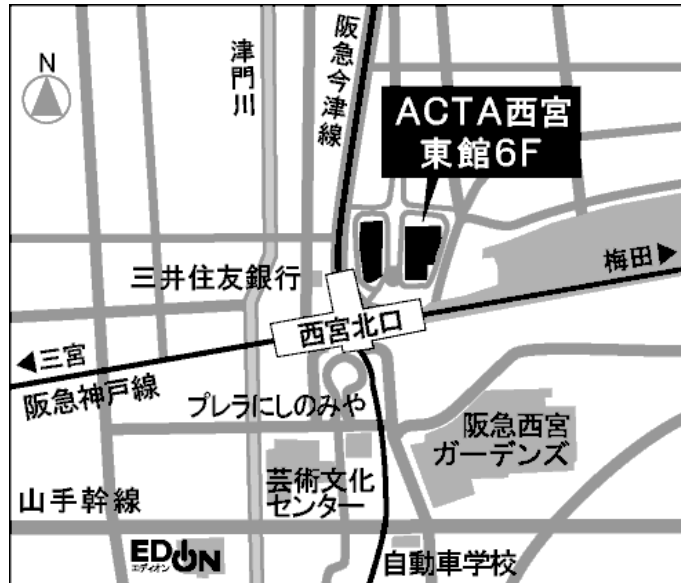 N
津門川
阪急今津線
ACTA西宮
東館6F
梅田▶
三井住友銀行
西宮北口
◀三宮
阪急神戸線
プレラにしのみや
阪急西宮
ガーデンズ
芸術文化
センター
山手幹線
EDION
エディオン
自動車学校